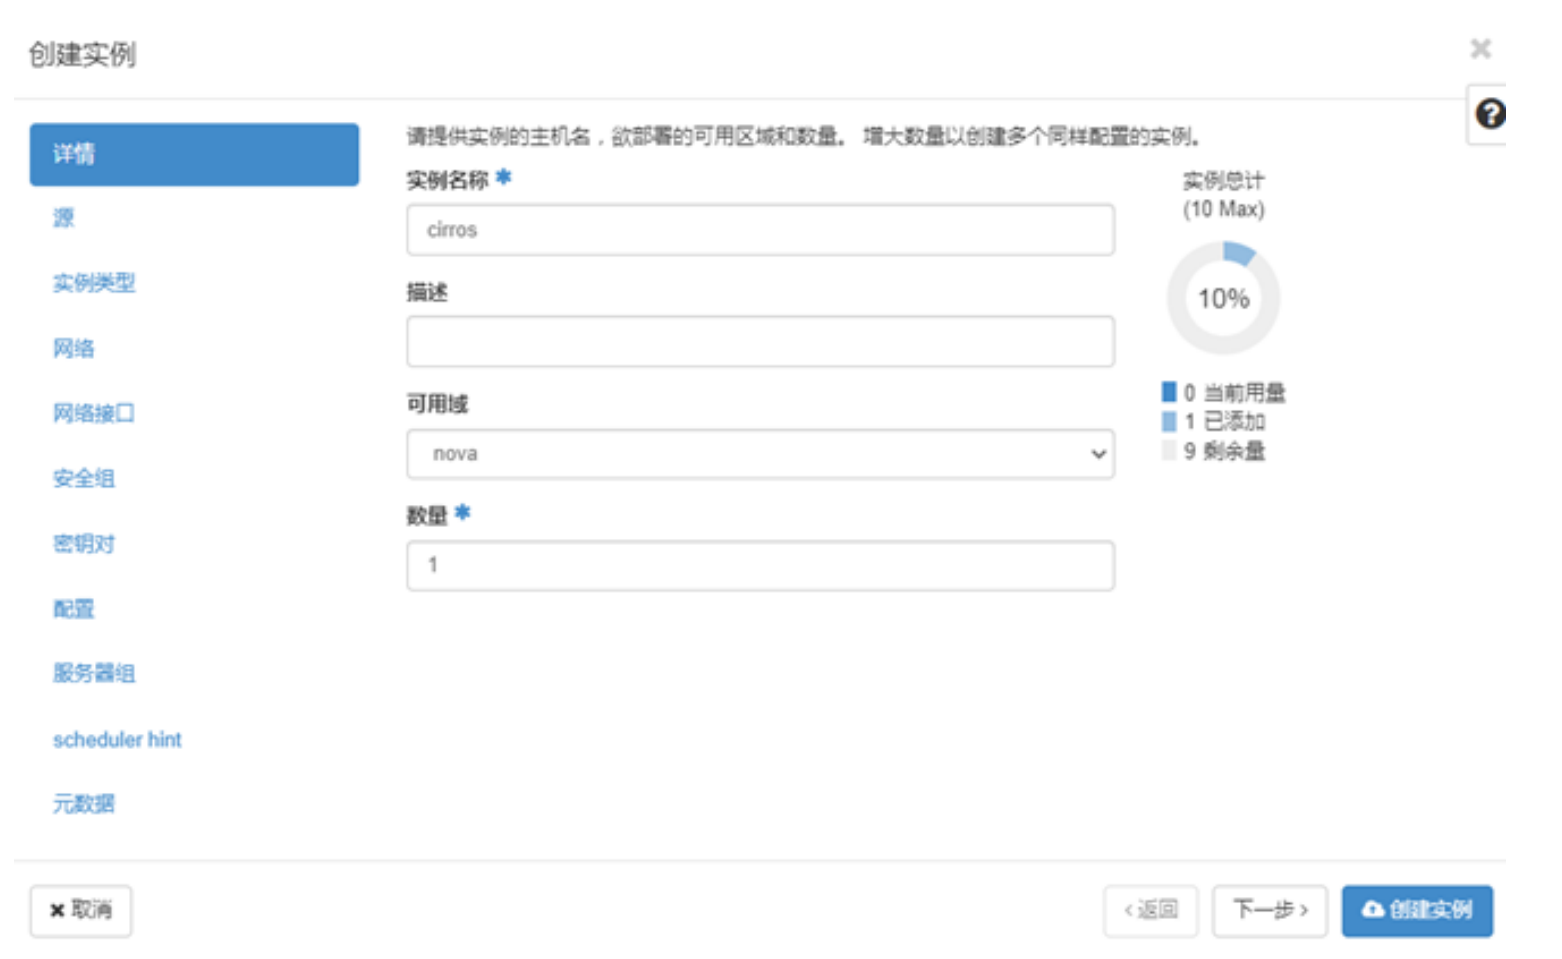 创建实例
×
详情
源
实例类型
网络
网络接口
安全组
密钥对
配置
服务器组
scheduler hint
元数据
请提供实例的主机名，欲部署的可用区域和数量。 增大数量以创建多个同样配置的实例。
实例名称 *
cirros
描述
可用域
nova
数量 *
1
?
实例总计
(10 Max)
10%
0 当前用量
1 已添加
9 剩余量
× 取消
‹ 返回
下一步 ›
创建实例